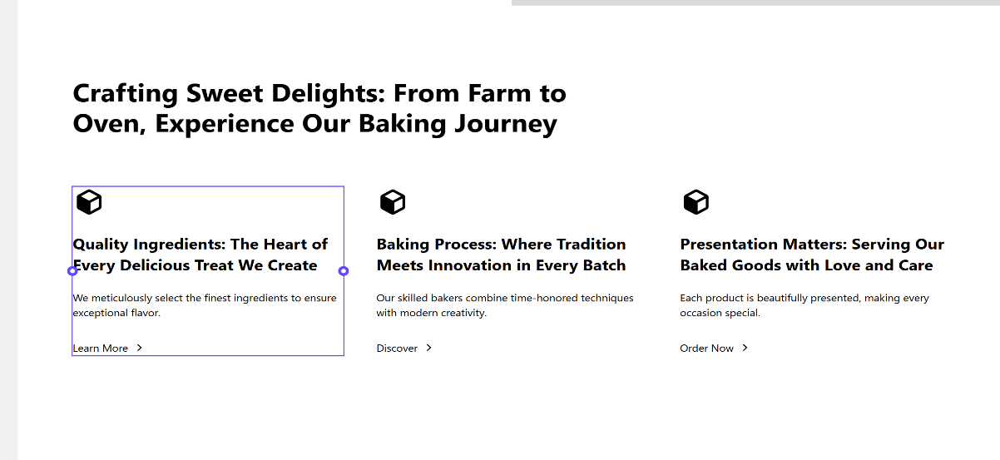 Crafting Sweet Delights: From Farm to
Oven, Experience Our Baking Journey
Quality Ingredients: The Heart of
Every Delicious Treat We Create
We meticulously select the finest ingredients to ensure
exceptional flavor.
Learn More
Baking Process: Where Tradition
Meets Innovation in Every Batch
Our skilled bakers combine time-honored techniques
with modern creativity.
Discover
Presentation Matters: Serving Our
Baked Goods with Love and Care
Each product is beautifully presented, making every
occasion special.
Order Now